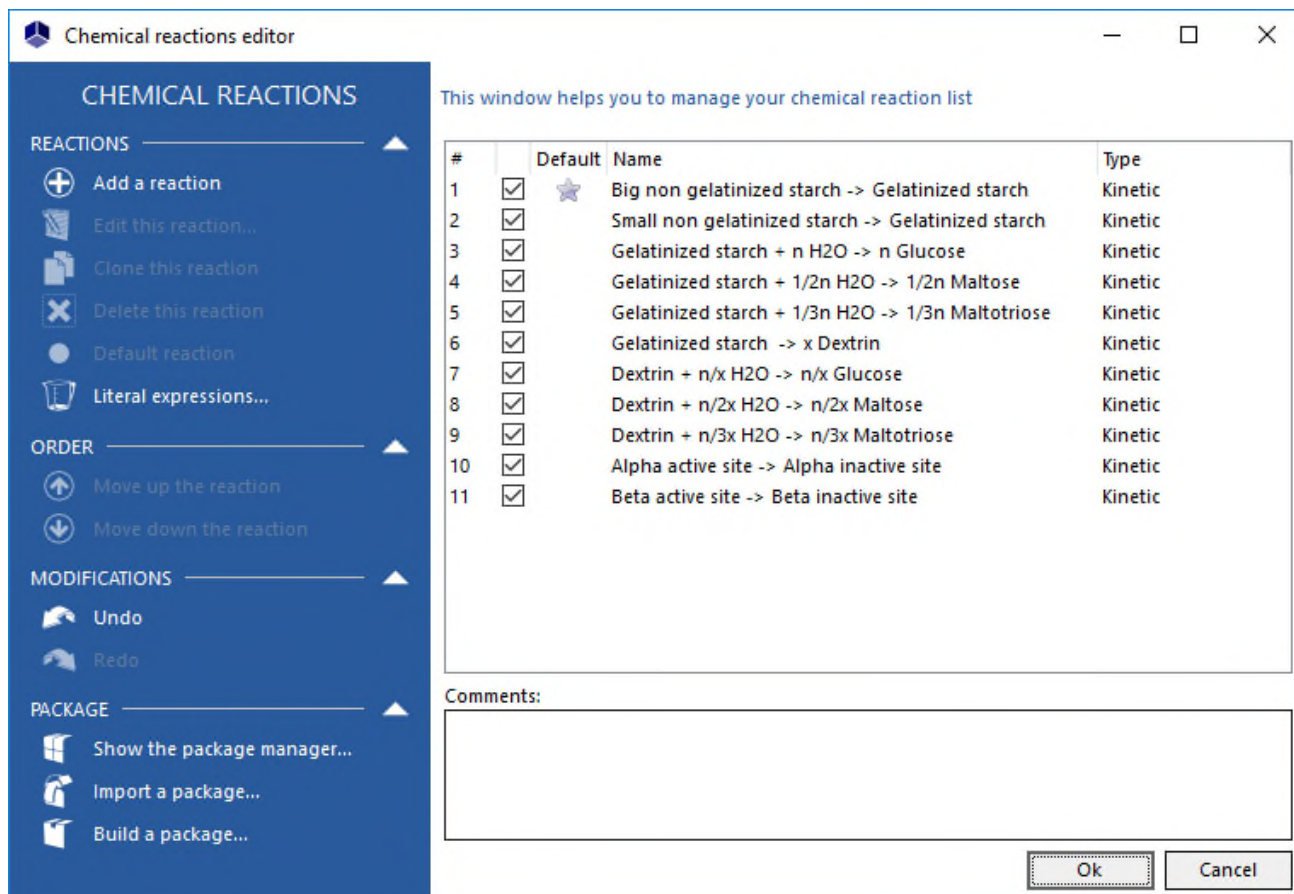 Chemical reactions editor
CHEMICAL REACTIONS
REACTIONS
Add a reaction
Edit this reaction...
Clone this reaction
Delete this reaction
Default reaction
Literal expressions...
ORDER
Move up the reaction
Move down the reaction
MODIFICATIONS
Undo
Redo
PACKAGE
Show the package manager...
Import a package...
Build a package...
This window helps you to manage your chemical reaction list
# Default Name Type
1 Big non gelatinized starch -> Gelatinized starch Kinetic
2 Small non gelatinized starch -> Gelatinized starch Kinetic
3 Gelatinized starch + n H2O -> n Glucose Kinetic
4 Gelatinized starch + 1/2n H2O -> 1/2n Maltose Kinetic
5 Gelatinized starch + 1/3n H2O -> 1/3n Maltotriose Kinetic
6 Gelatinized starch -> x Dextrin Kinetic
7 Dextrin + n/x H2O -> n/x Glucose Kinetic
8 Dextrin + n/2x H2O -> n/2x Maltose Kinetic
9 Dextrin + n/3x H2O -> n/3x Maltotriose Kinetic
10 Alpha active site -> Alpha inactive site Kinetic
11 Beta active site -> Beta inactive site Kinetic
Comments:
Ok Cancel